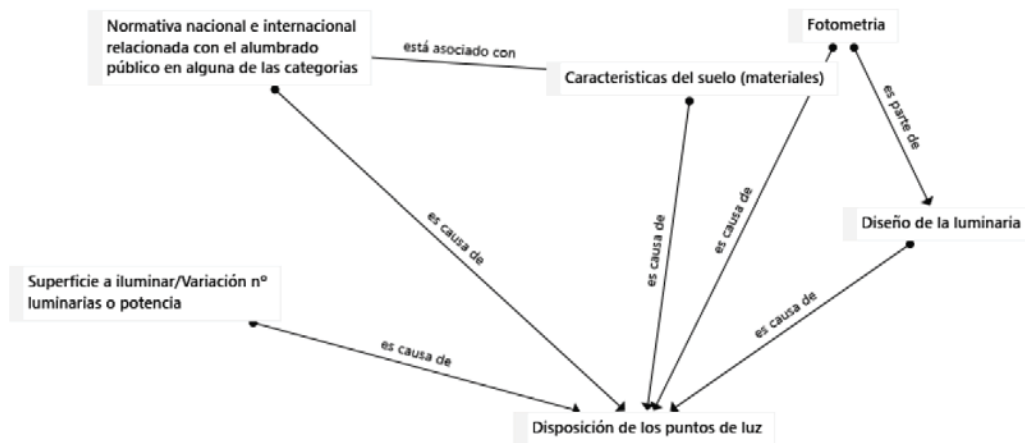 Normativa nacional e internacional
relacionada con el alumbrado
público en alguna de las categorias
está asociado con
Fotometria
Caracteristicas del suelo (materiales)
es parte de
Diseño de la luminaria
es causa de
es causa de
es causa de
es causa de
Superficie a iluminar/Variación nº
luminarias o potencia
es causa de
Disposición de los puntos de luz